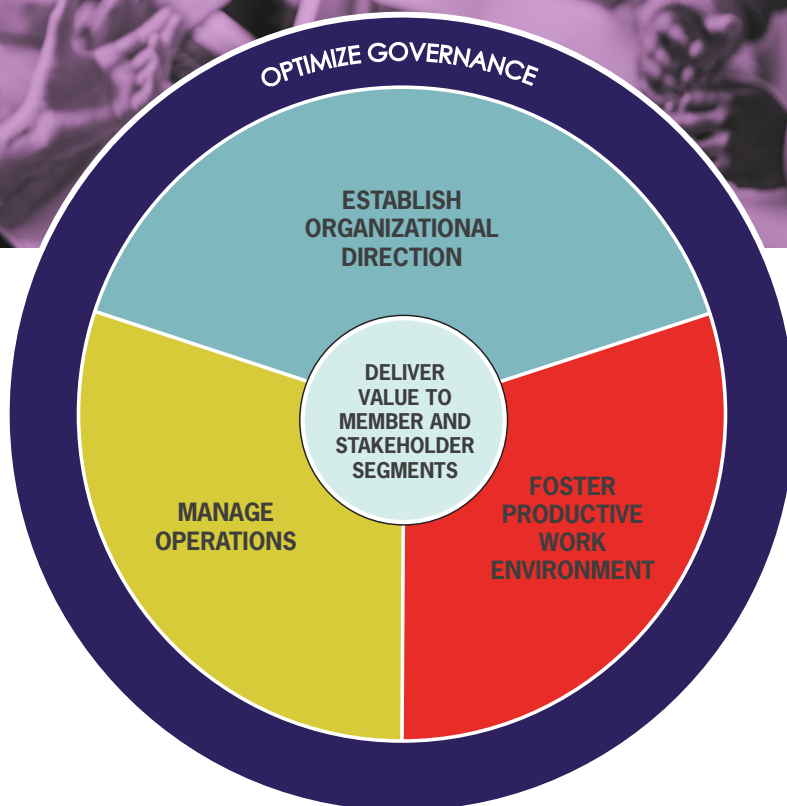 OPTIMIZE GOVERNANCE
ESTABLISH
ORGANIZATIONAL
DIRECTION
DELIVER
VALUE TO
MEMBER AND
STAKEHOLDER
SEGMENTS
MANAGE
OPERATIONS
FOSTER
PRODUCTIVE
WORK
ENVIRONMENT